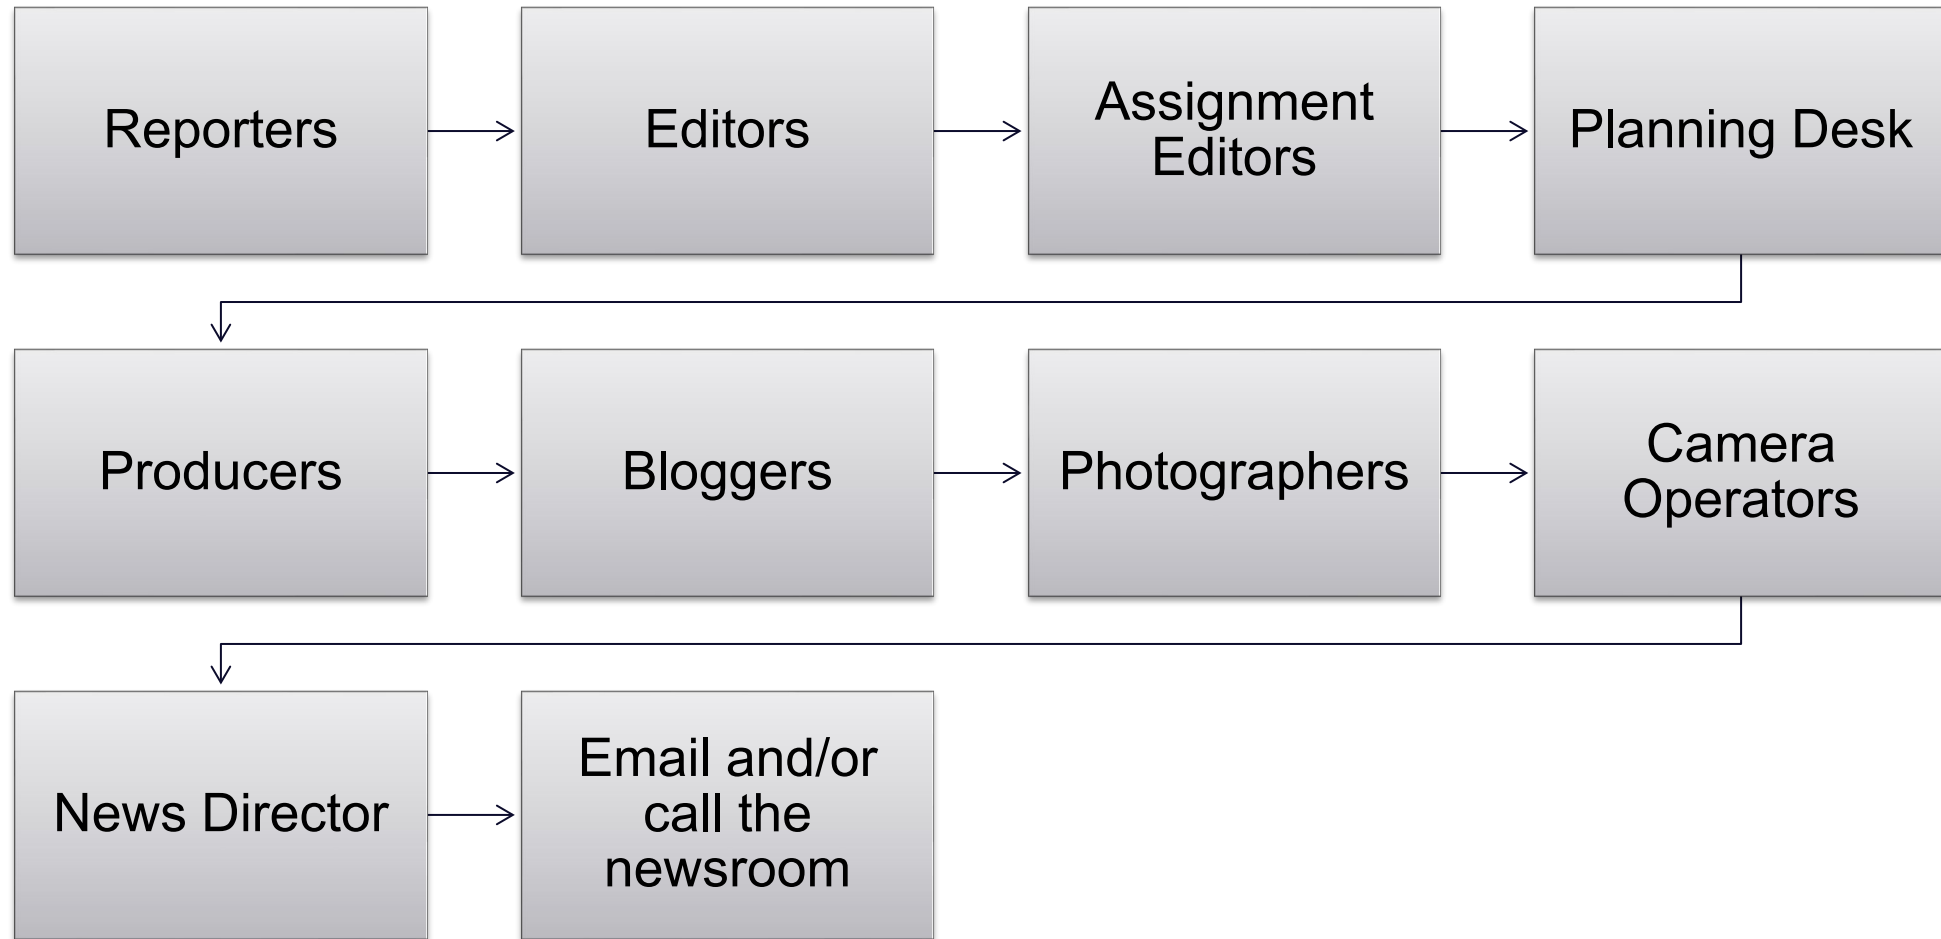 Reporters
Editors
Assignment
Editors
Planning Desk
Producers
Bloggers
Photographers
Camera
Operators
News Director
Email and/or
call the
newsroom